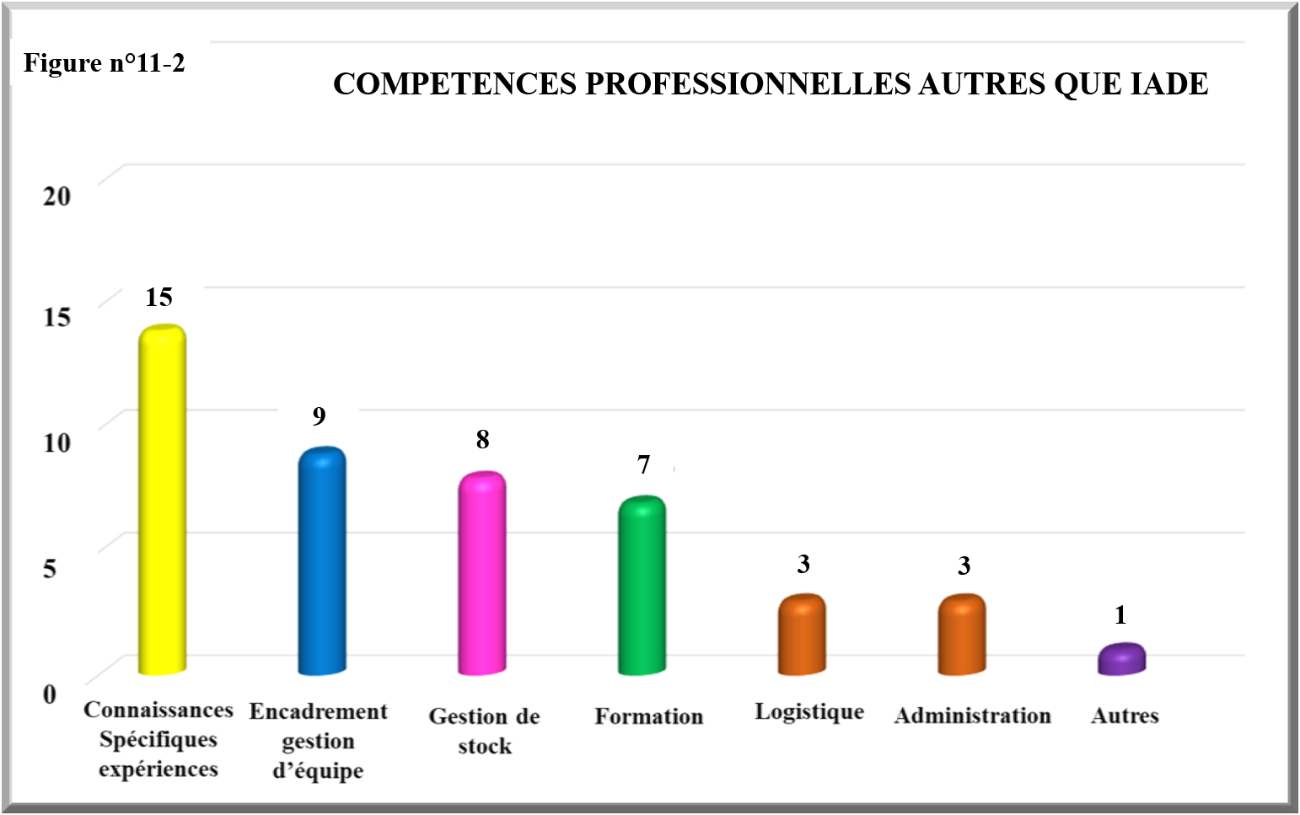 Figure n°11-2
COMPETENCES PROFESSIONNELLES AUTRES QUE IADE
20
15
10
5
0
15
9
8
7
3
3
1
Connaissances
Spécifiques
expériences
Encadrement
gestion
d’équipe
Gestion de
stock
Formation
Logistique
Administration
Autres